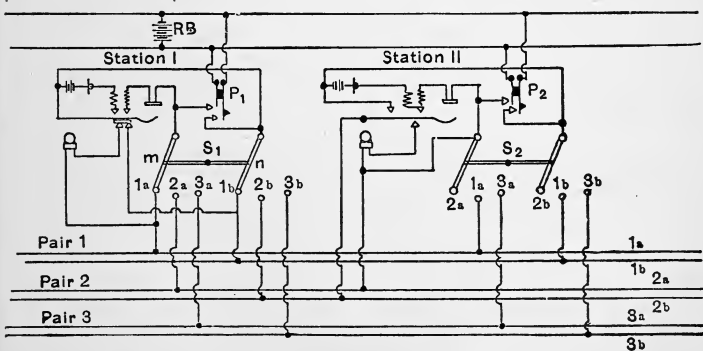 RB
Station I
Station II
P1
P2
m
S1
n
S2
1a 2a 3a 1b 2b 3b
2a 1a 3a 2b 1b 3b
Pair 1
1a
1b
Pair 2
2a
2b
Pair 3
3a
3b